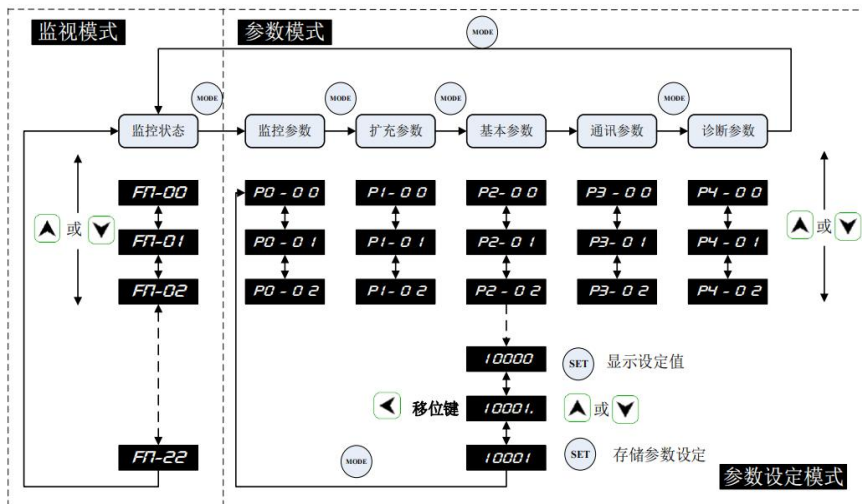 监视模式 参数模式 MODE
MODE MODE MODE MODE
监控状态 监控参数 扩充参数 基本参数 通讯参数 诊断参数
FN-00 P0-00 P1-00 P2-00 P3-00 P4-00
或 或
FN-01 P0-01 P1-01 P2-01 P3-01 P4-01
FN-02 P0-02 P1-02 P2-02 P3-02 P4-02
10000 SET 显示设定值
移位键 10001. 或
FN-22 MODE 10001 SET 存储参数设定
参数设定模式